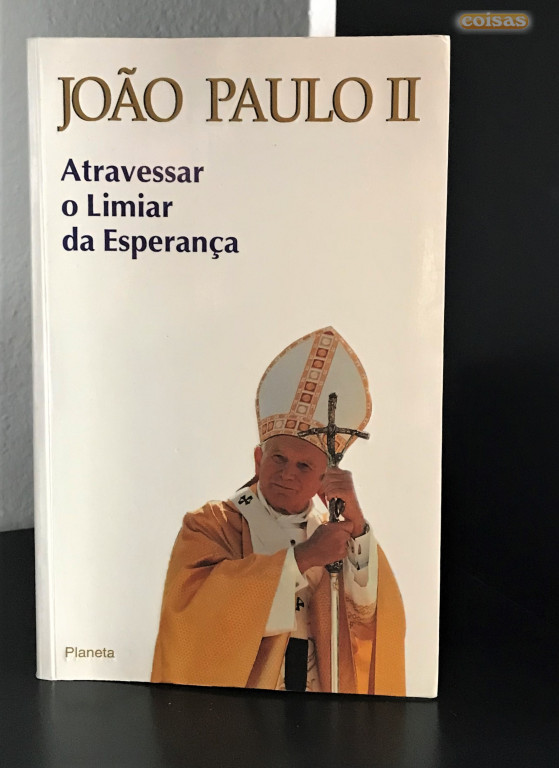 coisas
JOÃO PAULO II
Atravessar
o Limiar
da Esperança
Planeta